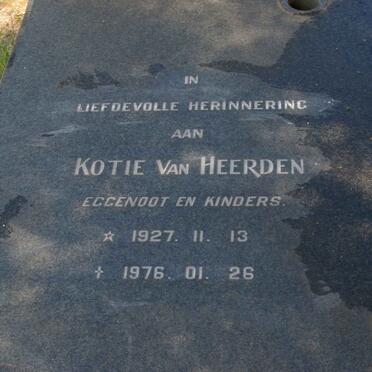 IN
LIEFDEVOLLE HERINNERING
AAN
KOTIE VAN HEERDEN
EGGENOOT EN KINDERS.
☆ 1927. 11. 13
✝ 1976. 01. 26